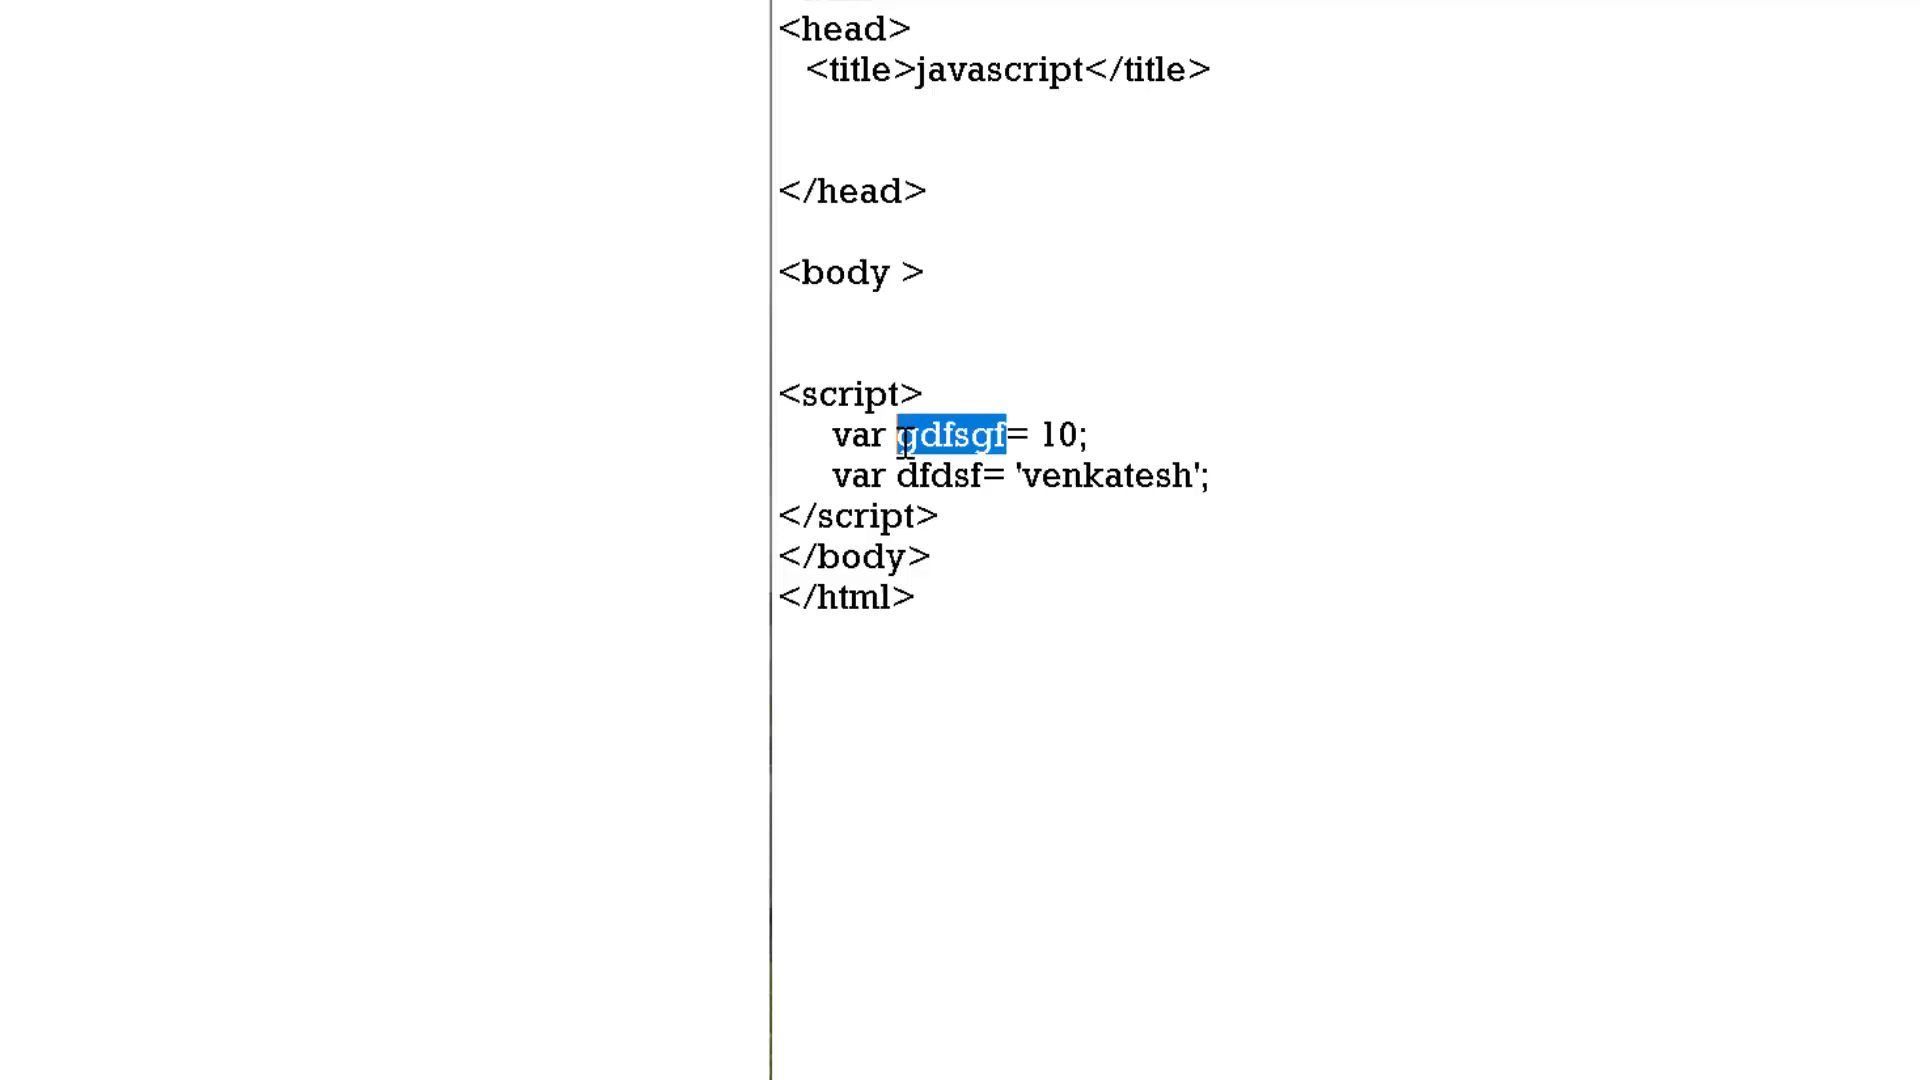 <head>
<title>javascript</title>
</head>
<body >
<script>
var gdfsgf= 10;
var dfdsf= 'venkatesh';
</script>
</body>
</html>